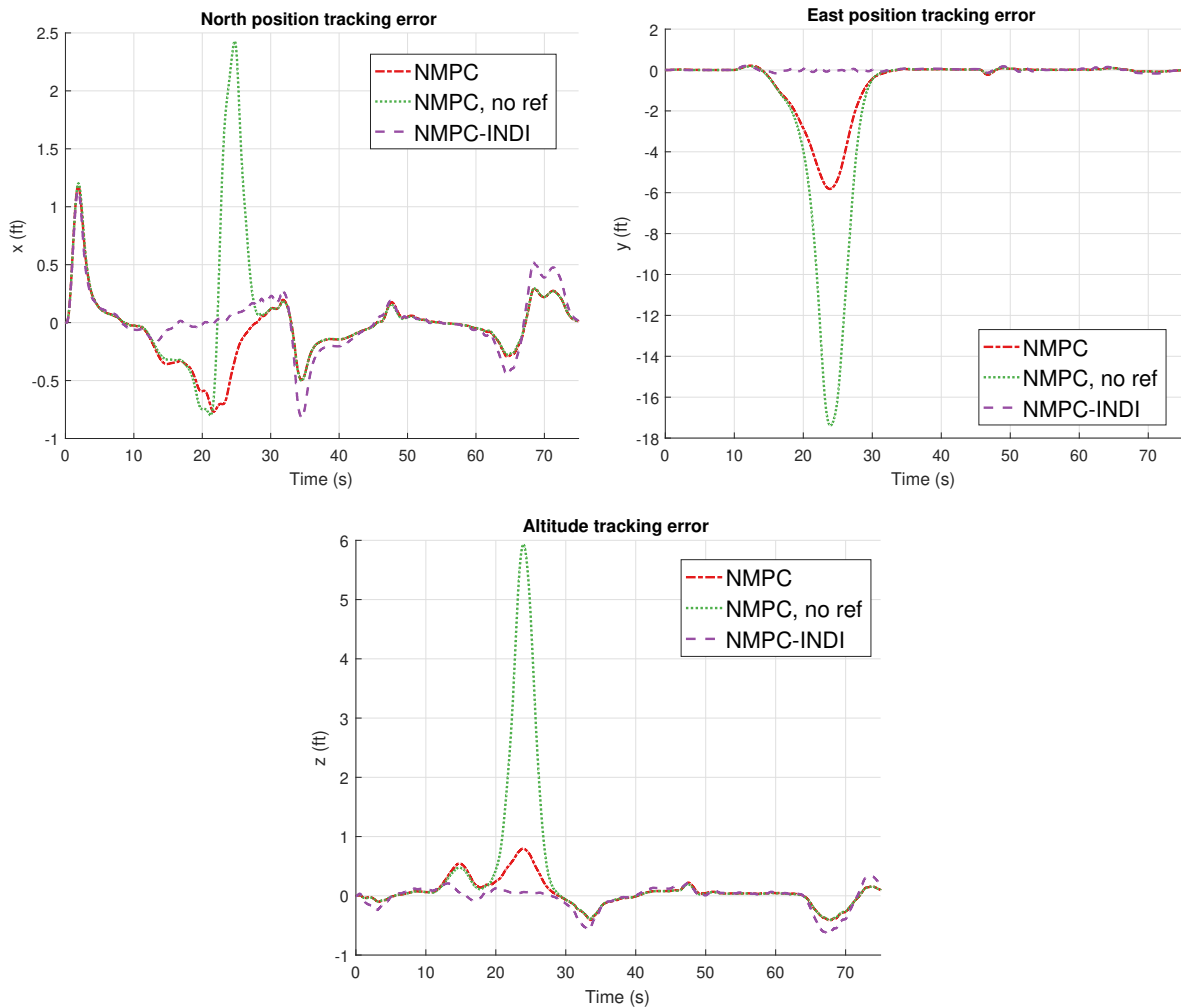 North position tracking error
2.5
2
1.5
1
0.5
0
-0.5
-1
x (ft)
0 10 20 30 40 50 60 70
Time (s)
NMPC
NMPC, no ref
NMPC-INDI
East position tracking error
2
0
-2
-4
-6
-8
-10
-12
-14
-16
-18
y (ft)
0 10 20 30 40 50 60 70
Time (s)
NMPC
NMPC, no ref
NMPC-INDI
Altitude tracking error
6
5
4
3
2
1
0
-1
z (ft)
0 10 20 30 40 50 60 70
Time (s)
NMPC
NMPC, no ref
NMPC-INDI